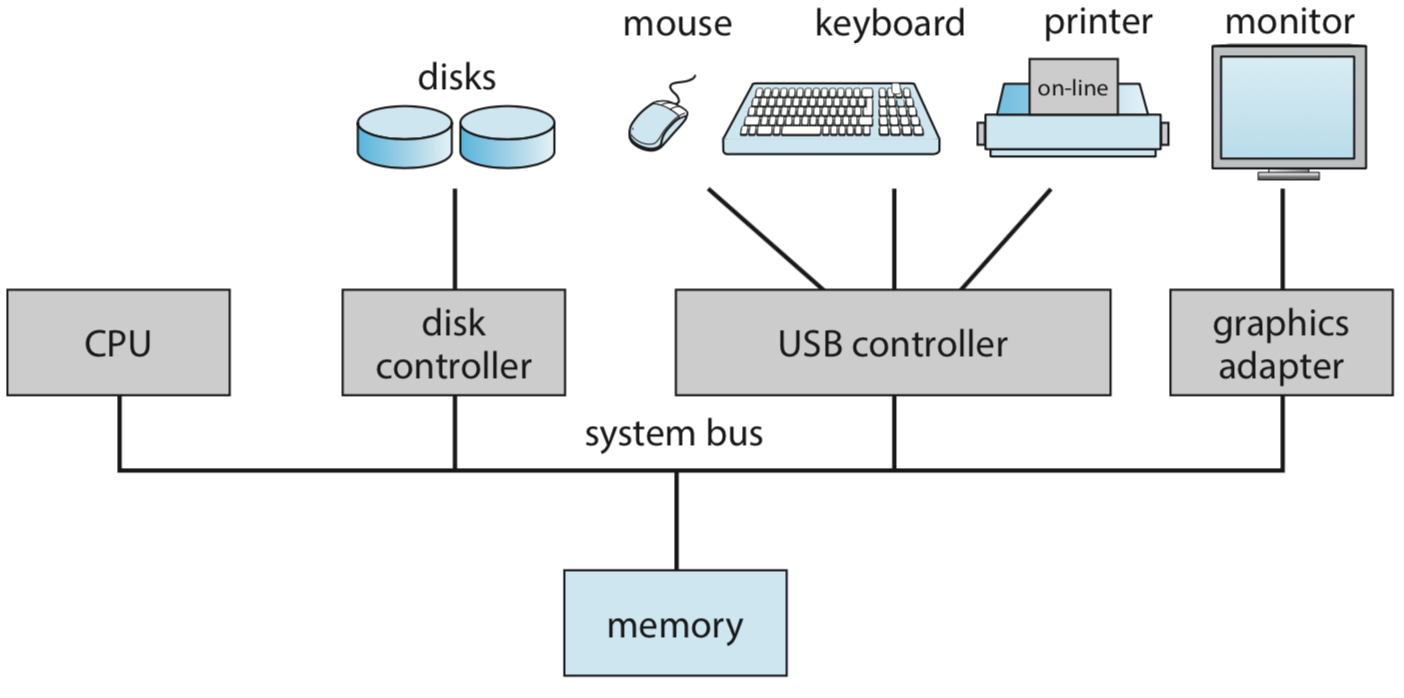 mouse
keyboard
printer
monitor
disks
on-line
CPU
disk
controller
USB controller
graphics
adapter
system bus
memory